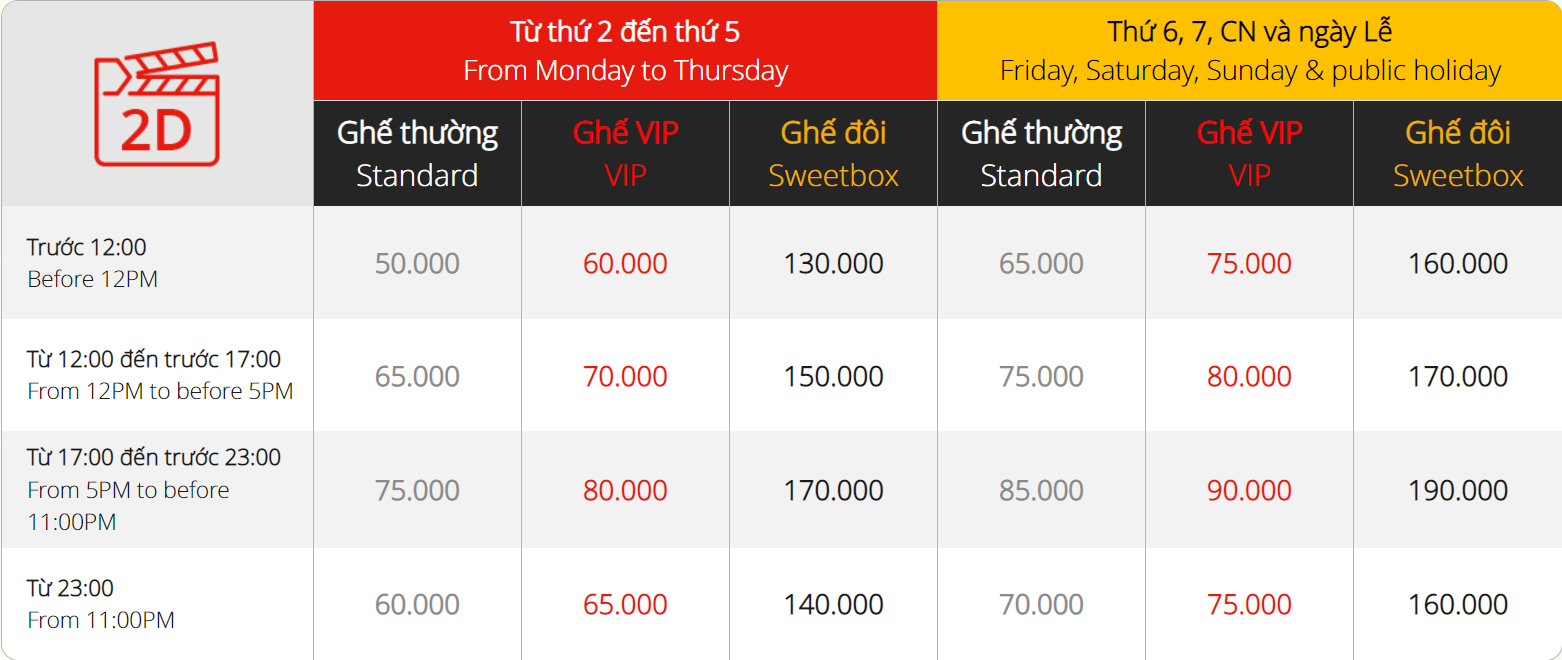 2D
Từ thứ 2 đến thứ 5
From Monday to Thursday
Thứ 6, 7, CN và ngày Lễ
Friday, Saturday, Sunday & public holiday
Ghế thường
Standard
Ghế VIP
VIP
Ghế đôi
Sweetbox
Ghế thường
Standard
Ghế VIP
VIP
Ghế đôi
Sweetbox
Trước 12:00
Before 12PM
50.000
60.000
130.000
65.000
75.000
160.000
Từ 12:00 đến trước 17:00
From 12PM to before 5PM
65.000
70.000
150.000
75.000
80.000
170.000
Từ 17:00 đến trước 23:00
From 5PM to before
11:00PM
75.000
80.000
170.000
85.000
90.000
190.000
Từ 23:00
From 11:00PM
60.000
65.000
140.000
70.000
75.000
160.000